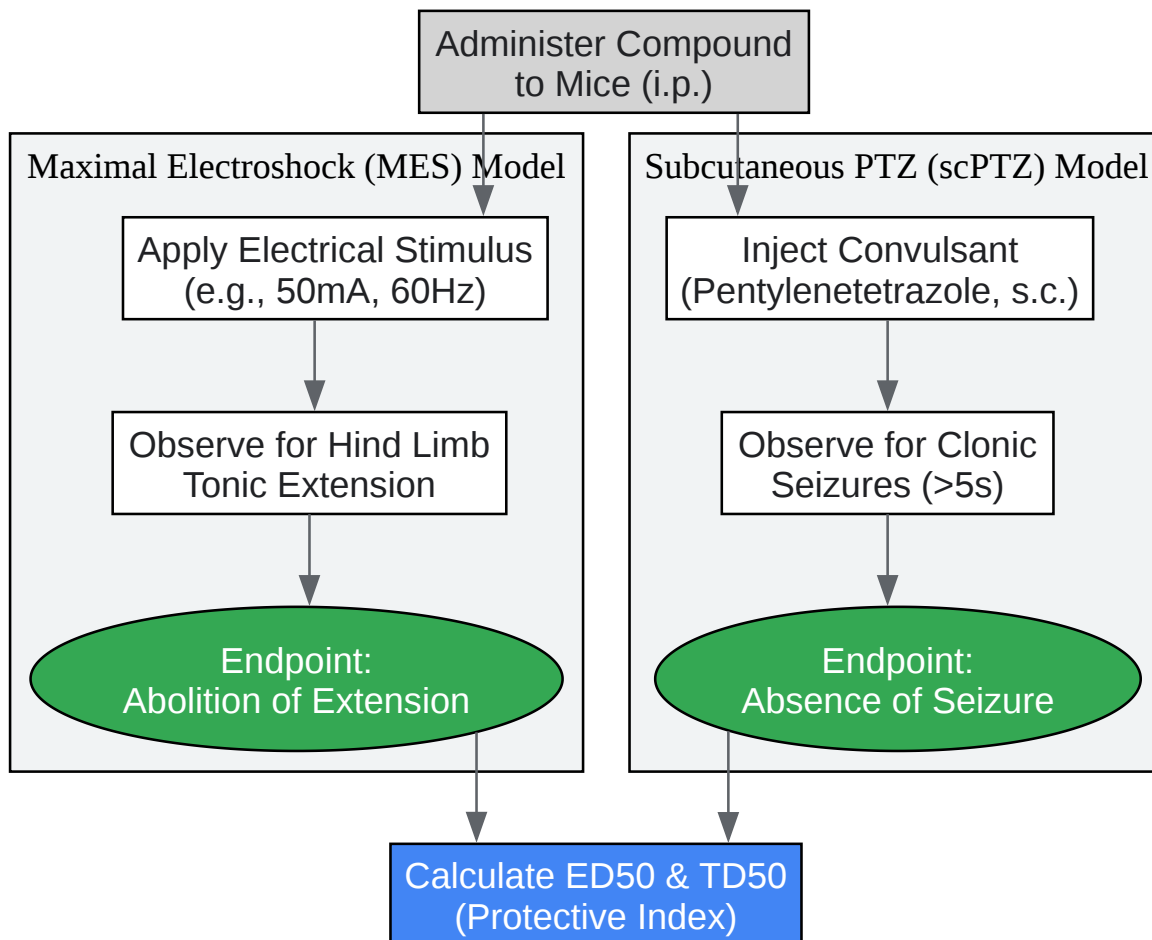 Administer Compound
to Mice (i.p.)
Maximal Electroshock (MES) Model
Apply Electrical Stimulus
(e.g., 50mA, 60Hz)
Observe for Hind Limb
Tonic Extension
Endpoint:
Abolition of Extension
Subcutaneous PTZ (scPTZ) Model
Inject Convulsant
(Pentylenetetrazole, s.c.)
Observe for Clonic
Seizures (>5s)
Endpoint:
Absence of Seizure
Calculate ED50 & TD50
(Protective Index)